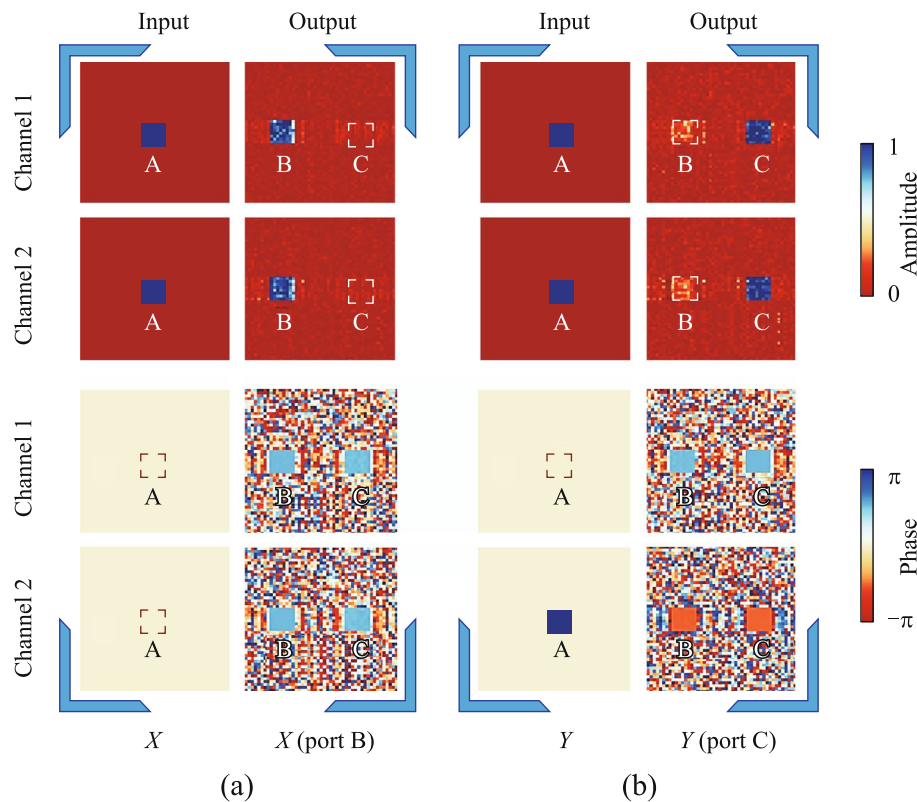 Input Output Input Output
Channel 1
A B C A B C
Channel 2
A B C A B C
1
Amplitude
0
Channel 1
A B C A B C
Channel 2
A B C A B C
π
Phase
−π
X X (port B) Y Y (port C)
(a) (b)